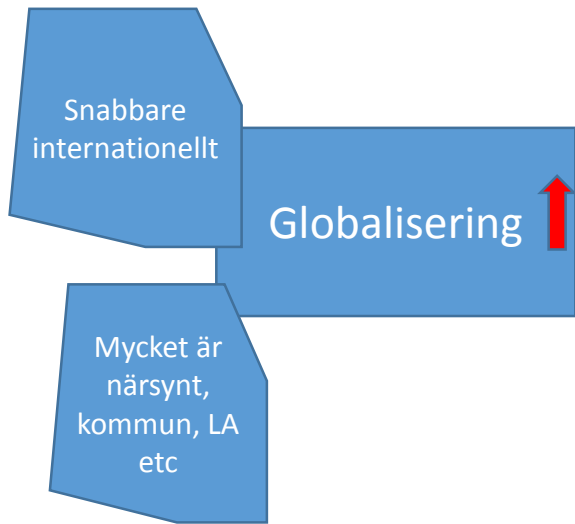 Snabbare
internationellt
Globalisering
Mycket är
närsynt,
kommun, LA
etc